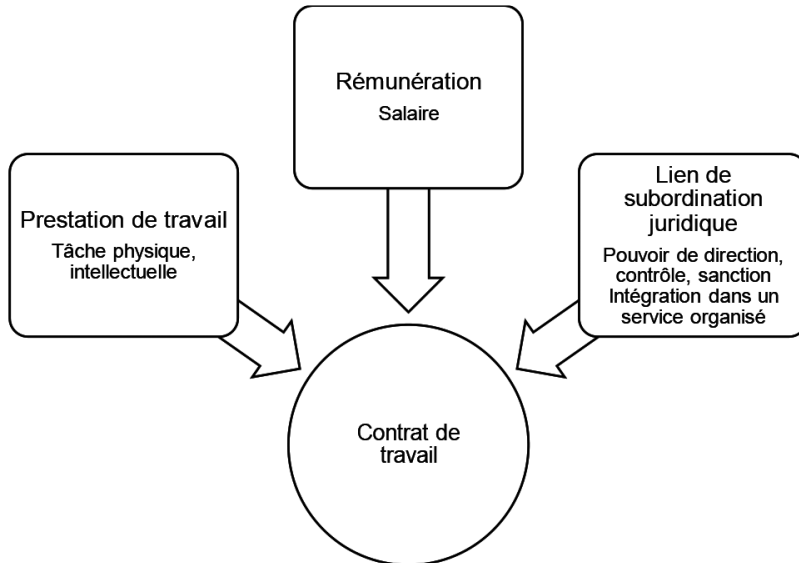 Rémunération
Salaire
Prestation de travail
Tâche physique,
intellectuelle
Lien de
subordination
juridique
Pouvoir de direction,
contrôle, sanction
Intégration dans un
service organisé
Contrat de
travail